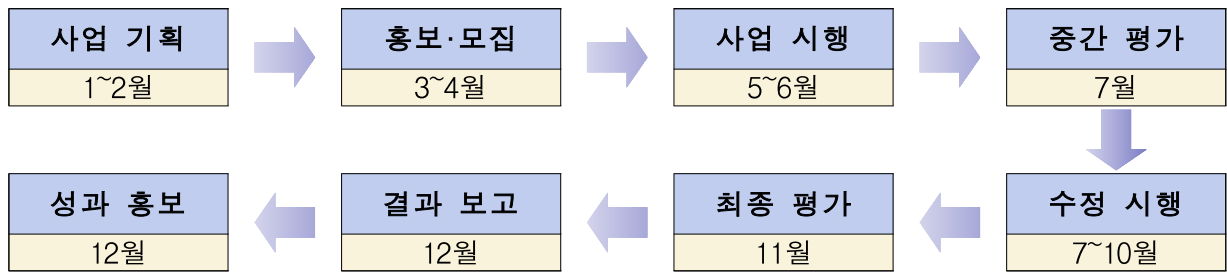 사업 기획
1~2월
홍보·모집
3~4월
사업 시행
5~6월
중간 평가
7월
수정 시행
7~10월
최종 평가
11월
결과 보고
12월
성과 홍보
12월